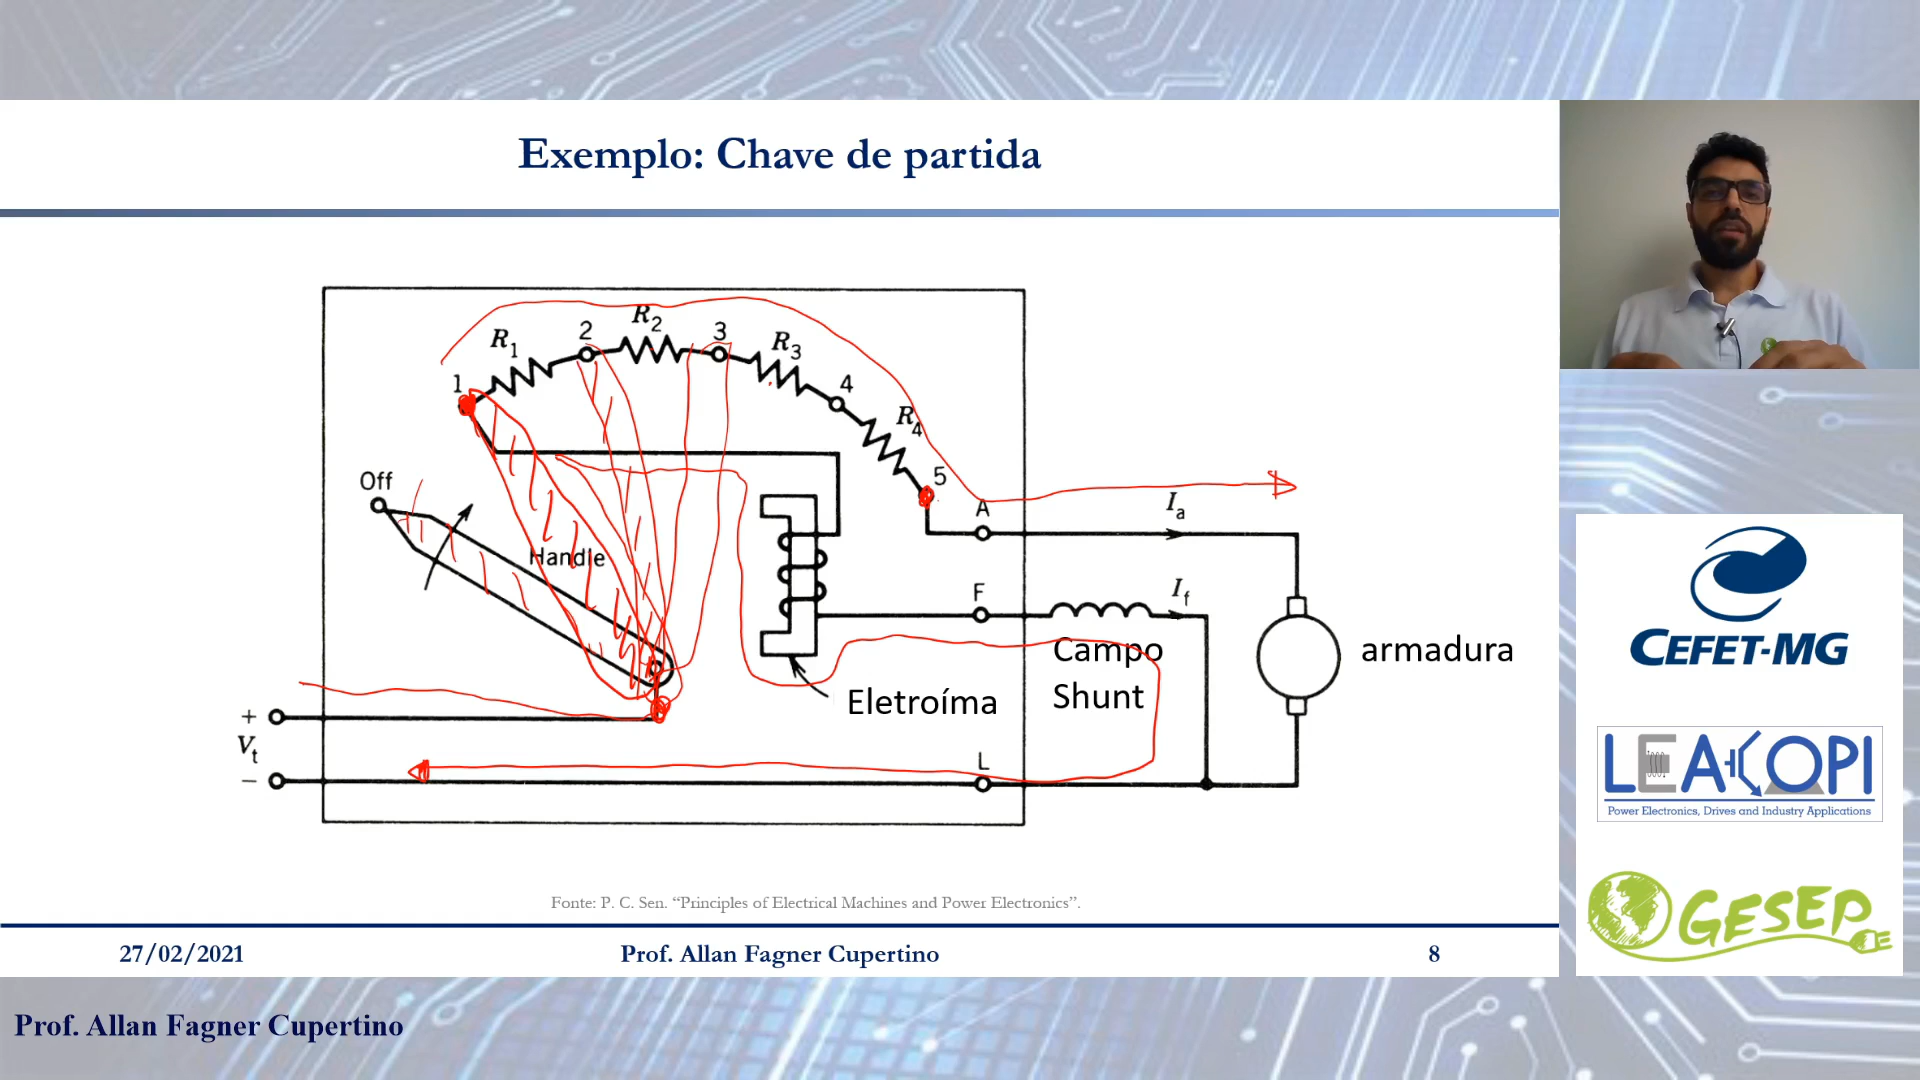 Exemplo: Chave de partida
R1
2
R2
3
R3
1
4
R4
5
Off
Handle
A
Ia
F
If
Campo
Shunt
armadura
Eletroíma
+
Vt
−
L
Fonte: P. C. Sen. “Principles of Electrical Machines and Power Electronics”.
27/02/2021
Prof. Allan Fagner Cupertino
8
CEFET-MG
LEACOPI
Power Electronics, Drives and Industry Applications
GESEP
Prof. Allan Fagner Cupertino